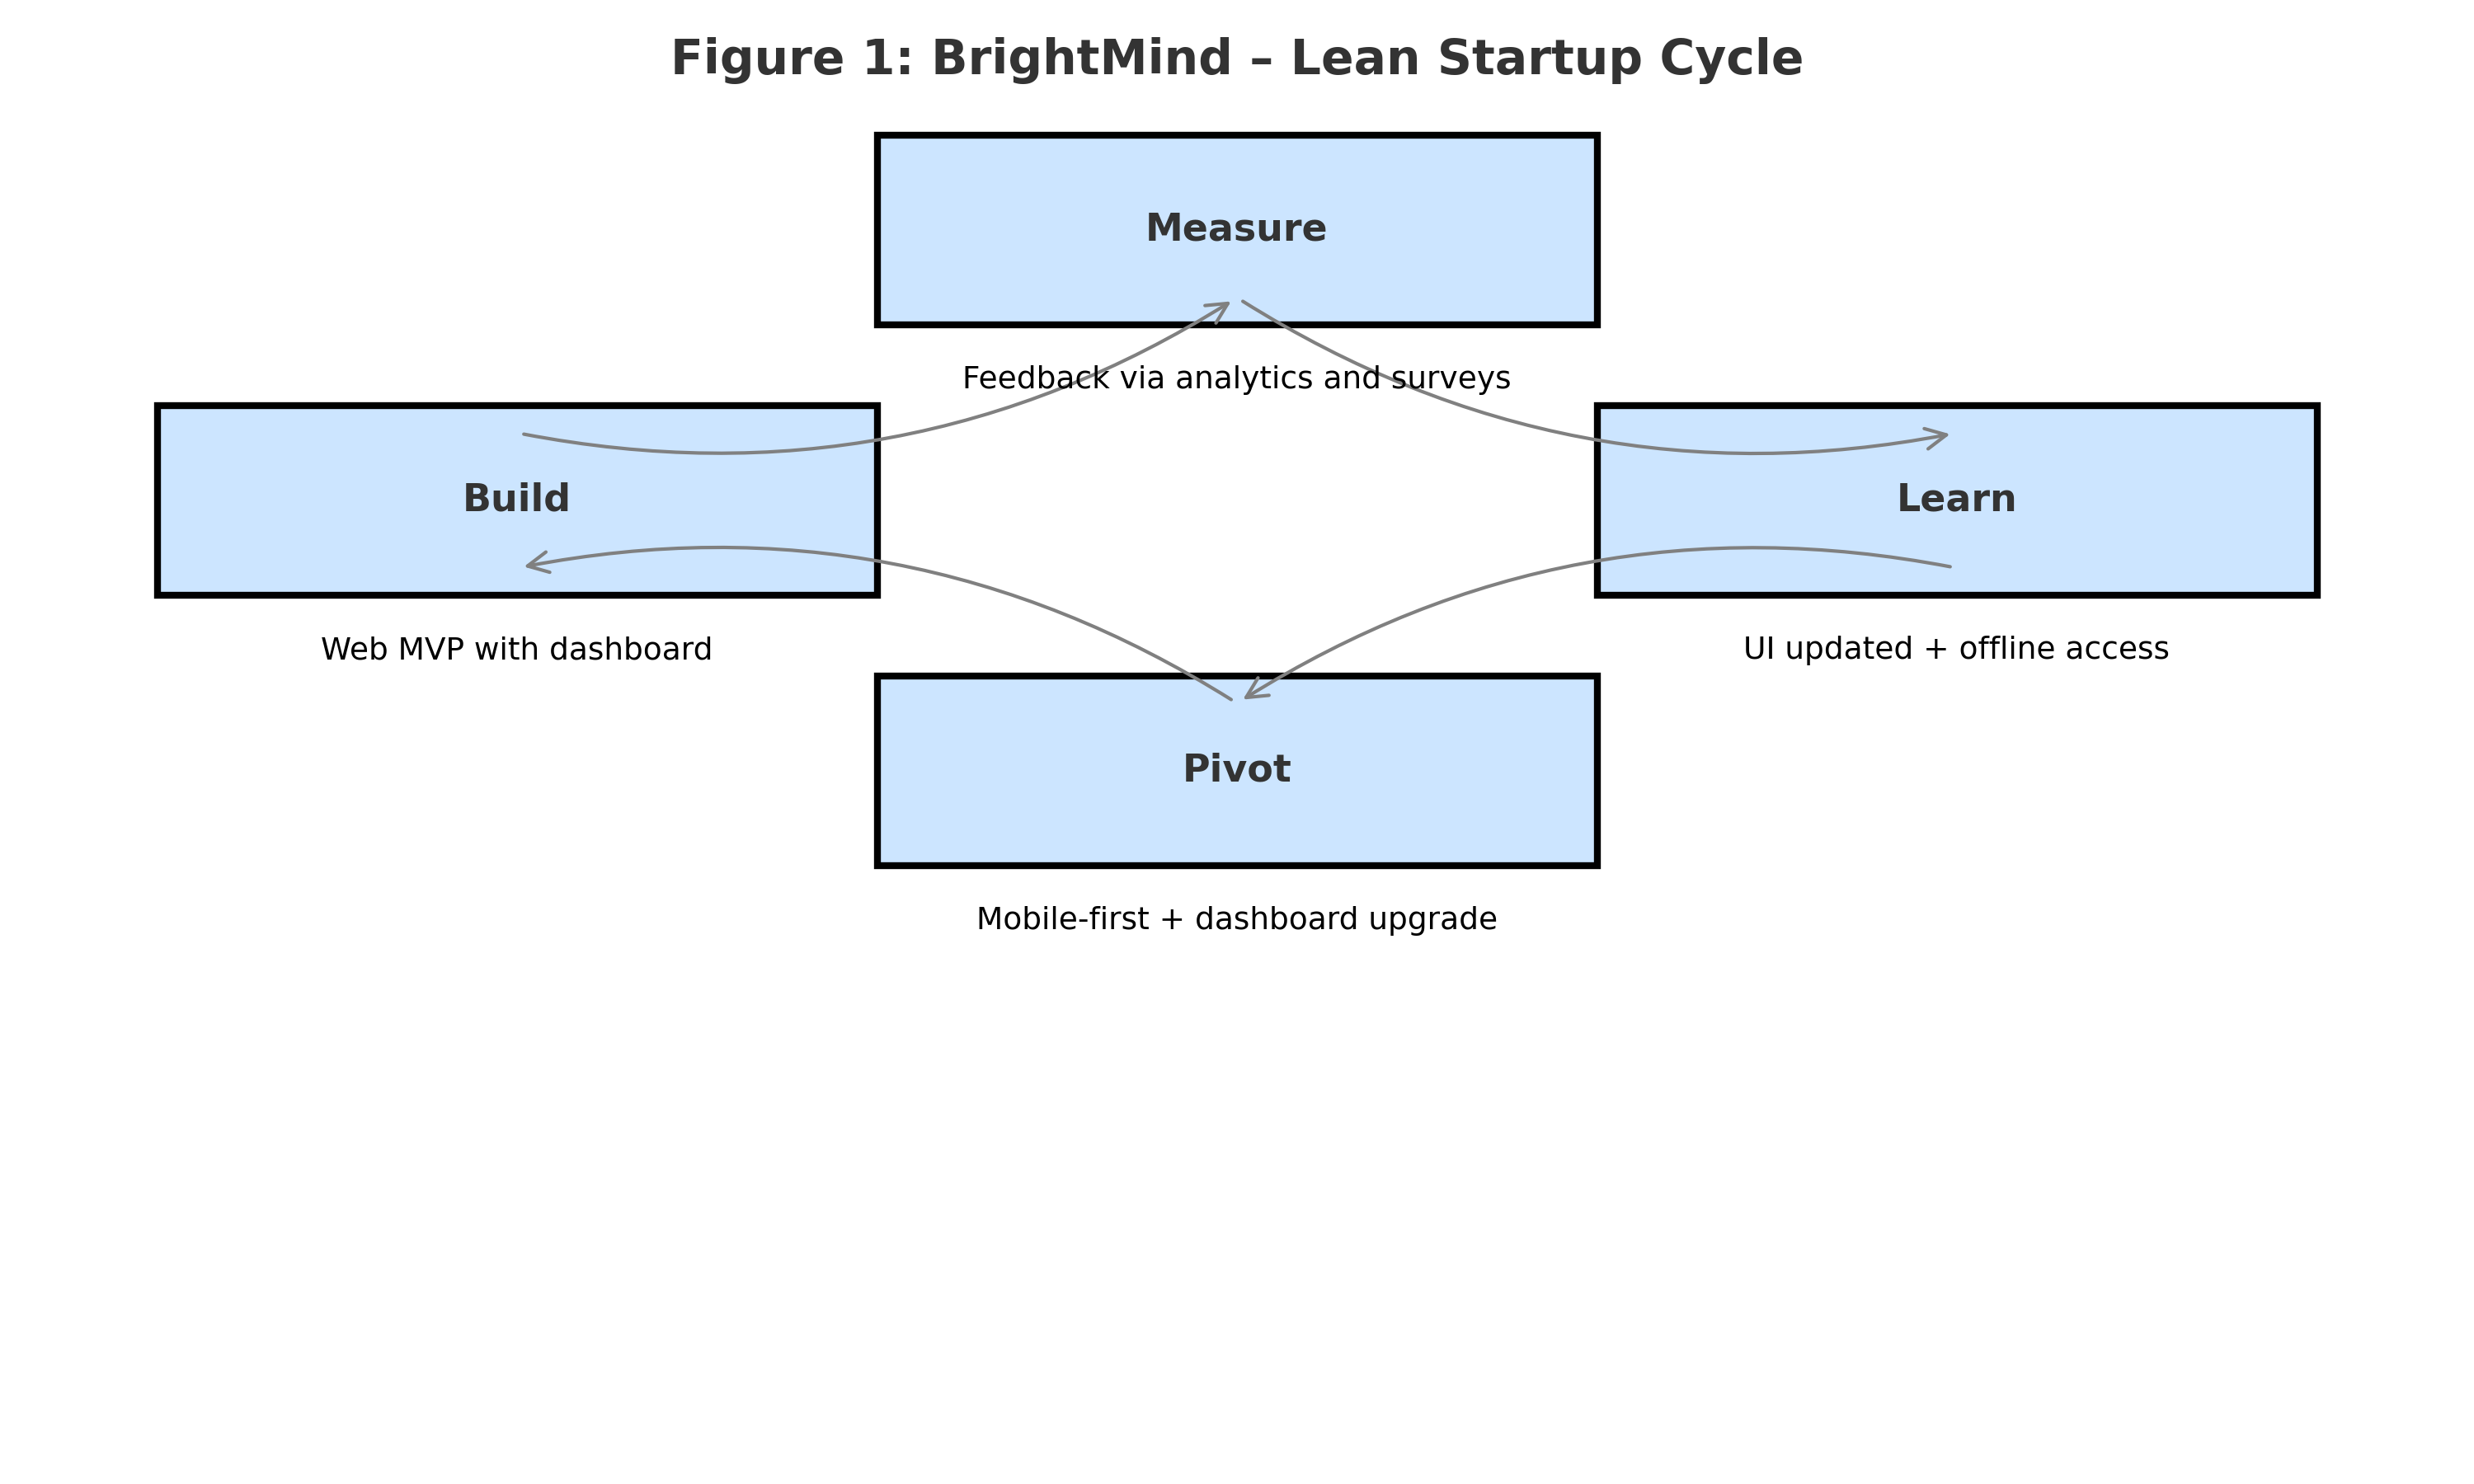 Figure 1: BrightMind – Lean Startup Cycle
Measure
Feedback via analytics and surveys
Build
Web MVP with dashboard
Learn
UI updated + offline access
Pivot
Mobile-first + dashboard upgrade